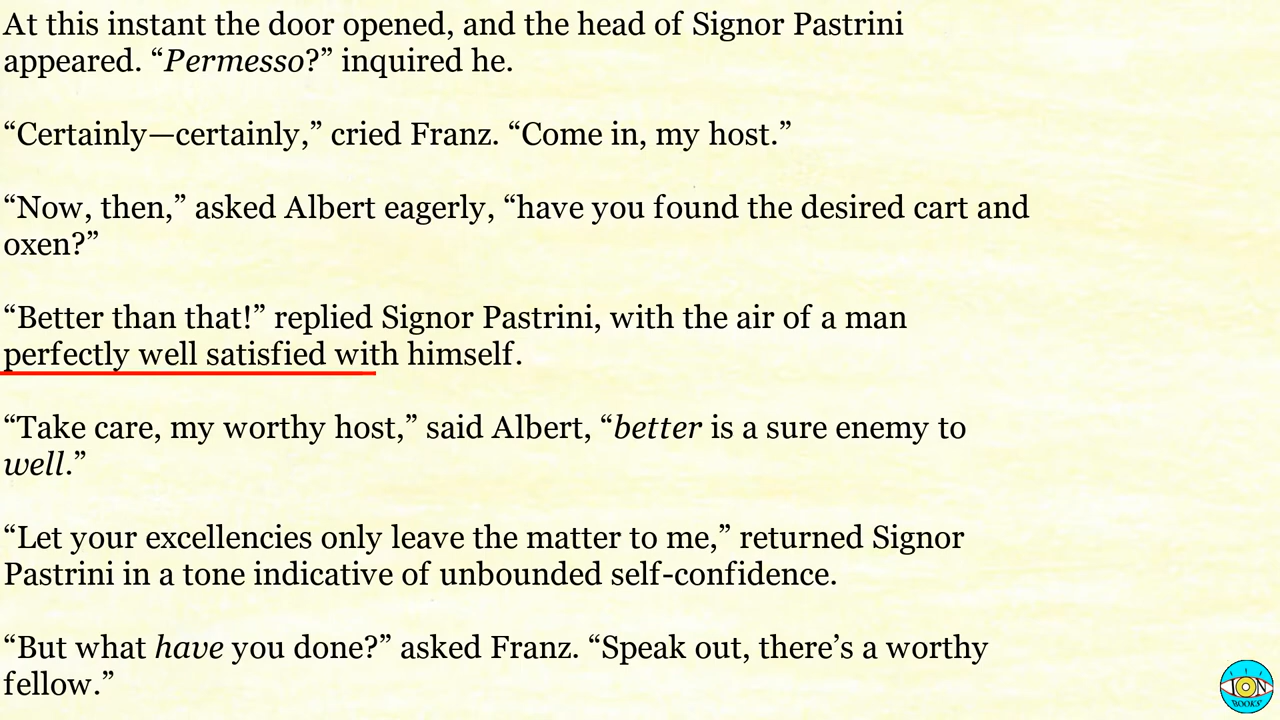 At this instant the door opened, and the head of Signor Pastrini
appeared. “Permesso?” inquired he.
“Certainly—certainly,” cried Franz. “Come in, my host.”
“Now, then,” asked Albert eagerly, “have you found the desired cart and
oxen?”
“Better than that!” replied Signor Pastrini, with the air of a man
perfectly well satisfied with himself.
“Take care, my worthy host,” said Albert, “better is a sure enemy to
well.”
“Let your excellencies only leave the matter to me,” returned Signor
Pastrini in a tone indicative of unbounded self-confidence.
“But what have you done?” asked Franz. “Speak out, there’s a worthy
fellow.”
ION
BOOKS